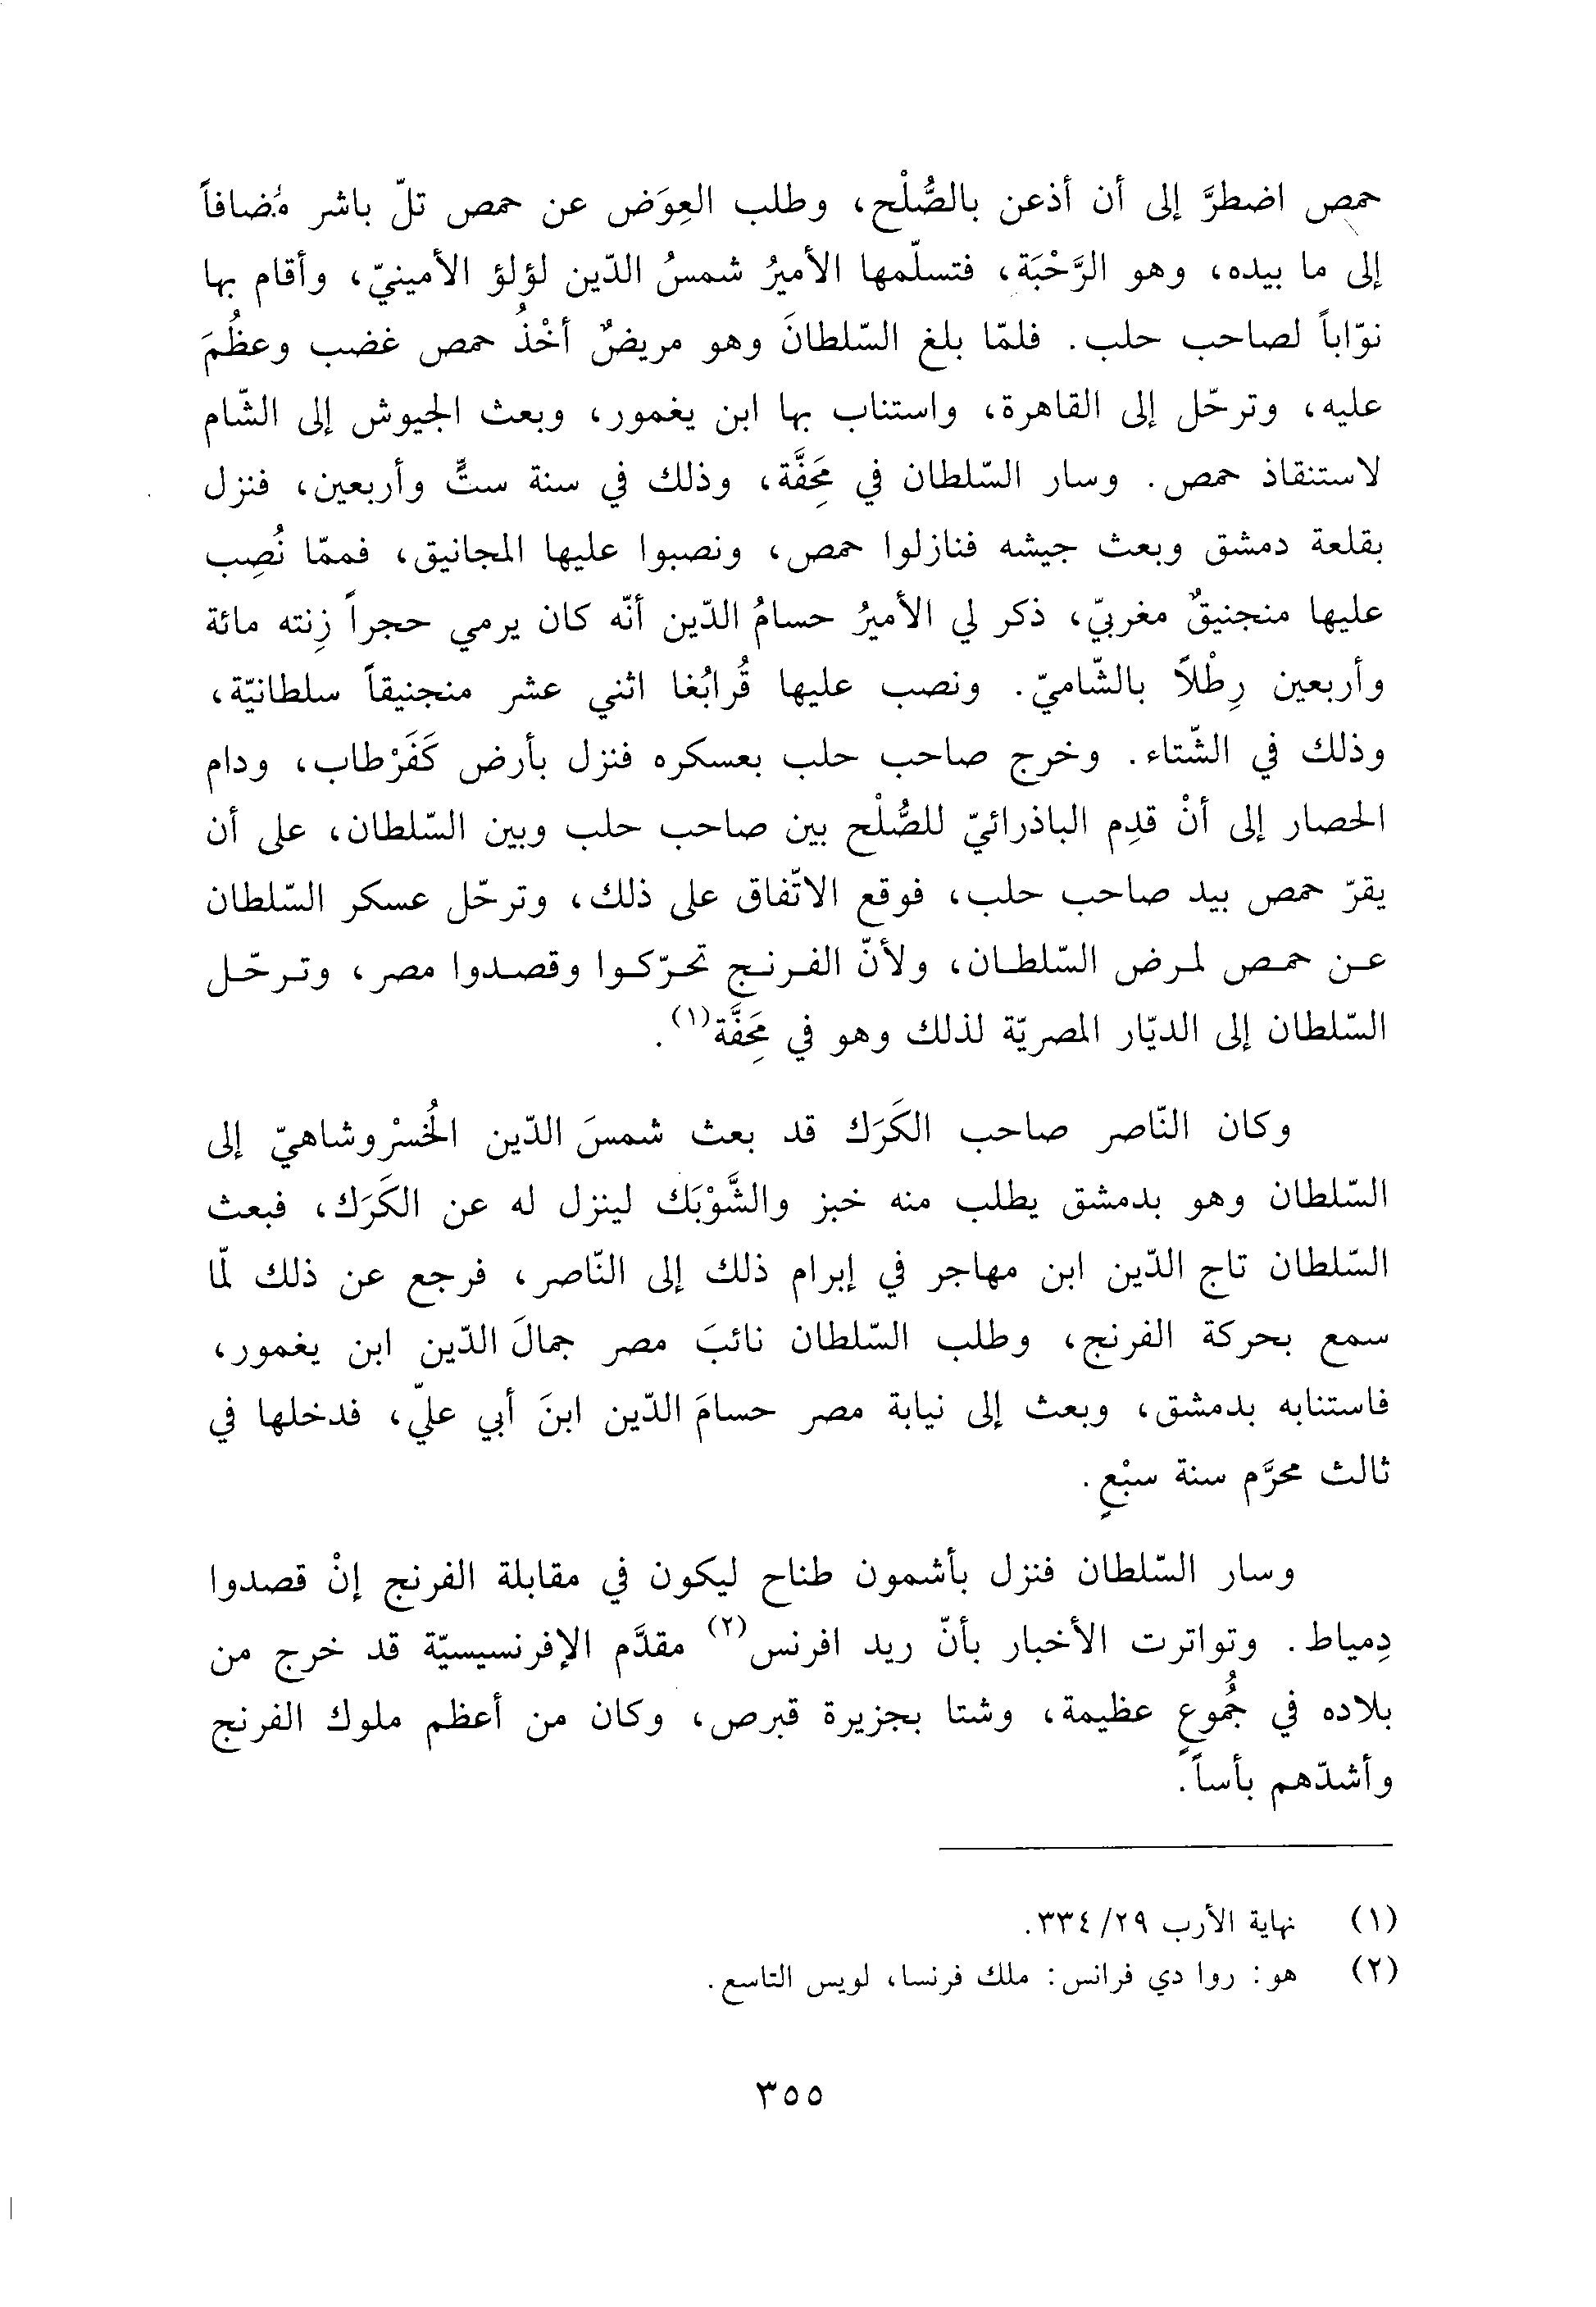 حمص اضطرَّ إلى أن أذعن بالصُّلْح، وطلب العِوَض عن حمص تلّ باشر مُضافاً
إلى ما بيده، وهو الرَّحْبَة، فتسلّمها الأميرُ شمسُ الدّين لؤلؤ الأمينيّ، وأقام بها
نوّاباً لصاحب حلب. فلمّا بلغ السّلطانَ وهو مريضٌ أخْذُ حمص غضب وعظُمَ
عليه، وترحّل إلى القاهرة، واستناب بها ابن يغمور، وبعث الجيوش إلى الشّام
لاستنقاذ حمص. وسار السّلطان في مَحِفَّة، وذلك في سنة ستٍّ وأربعين، فنزل
بقلعة دمشق وبعث جيشه فنازلوا حمص، ونصبوا عليها المجانيق، فممّا نُصِب
عليها منجنيقٌ مغربيّ، ذكر لي الأميرُ حسامُ الدّين أنّه كان يرمي حجراً زِنته مائة
وأربعين رِطْلاً بالشّاميّ. ونصب عليها قُرابُغا اثني عشر منجنيقاً سلطانيّة،
وذلك في الشّتاء. وخرج صاحب حلب بعسكره فنزل بأرض كَفَرْطاب، ودام
الحصار إلى أنْ قدِم الباذرائيّ للصُّلْح بين صاحب حلب وبين السّلطان، على أن
يقرّ حمص بيد صاحب حلب، فوقع الاتّفاق على ذلك، وترحّل عسكر السّلطان
عن حمص لمرض السّلطان، ولأنّ الفرنج تحرّكوا وقصدوا مصر، وترحّل
السّلطان إلى الديّار المصريّة لذلك وهو في مَحِفَّة(١).
وكان النّاصر صاحب الكَرَك قد بعث شمسَ الدّين الخُسرْوشاهيّ إلى
السّلطان وهو بدمشق يطلب منه خبز والشَّوْبَك لينزل له عن الكَرَك، فبعث
السّلطان تاج الدّين ابن مهاجر في إبرام ذلك إلى النّاصر، فرجع عن ذلك لمّا
سمع بحركة الفرنج، وطلب السّلطان نائبَ مصر جمالَ الدّين ابن يغمور،
فاستنابه بدمشق، وبعث إلى نيابة مصر حسامَ الدّين ابنَ أبي عليّ، فدخلها في
ثالث محرَّم سنة سبْعٍ.
وسار السّلطان فنزل بأشمون طناح ليكون في مقابلة الفرنج إنْ قصدوا
دِمياط. وتواترت الأخبار بأنّ ريد افرنس(٢) مقدَّم الإفرنسيسيّة قد خرج من
بلاده في جُموعٍ عظيمة، وشتا بجزيرة قبرص، وكان من أعظم ملوك الفرنج
وأشدّهم بأساً.
(١) نهاية الأرب ٢٩/ ٣٣٤.
(٢) هو: روا دي فرانس: ملك فرنسا، لويس التاسع.
٣٥٥